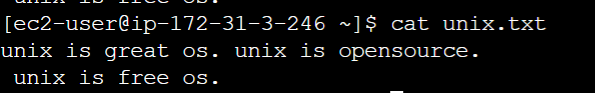 [ec2-user@ip-172-31-3-246 ~]$ cat unix.txt
unix is great os. unix is opensource.
 unix is free os.